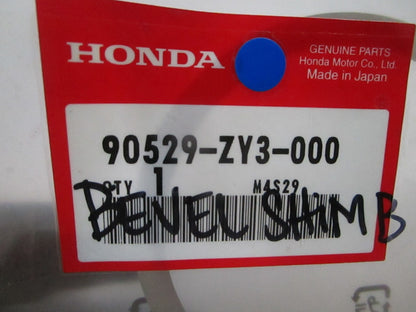 HONDA
GENUINE PARTS
Honda Motor Co., Ltd.
Made in Japan
90529-ZY3-000
QTY 1 M4S29
BEVEL SHIM B